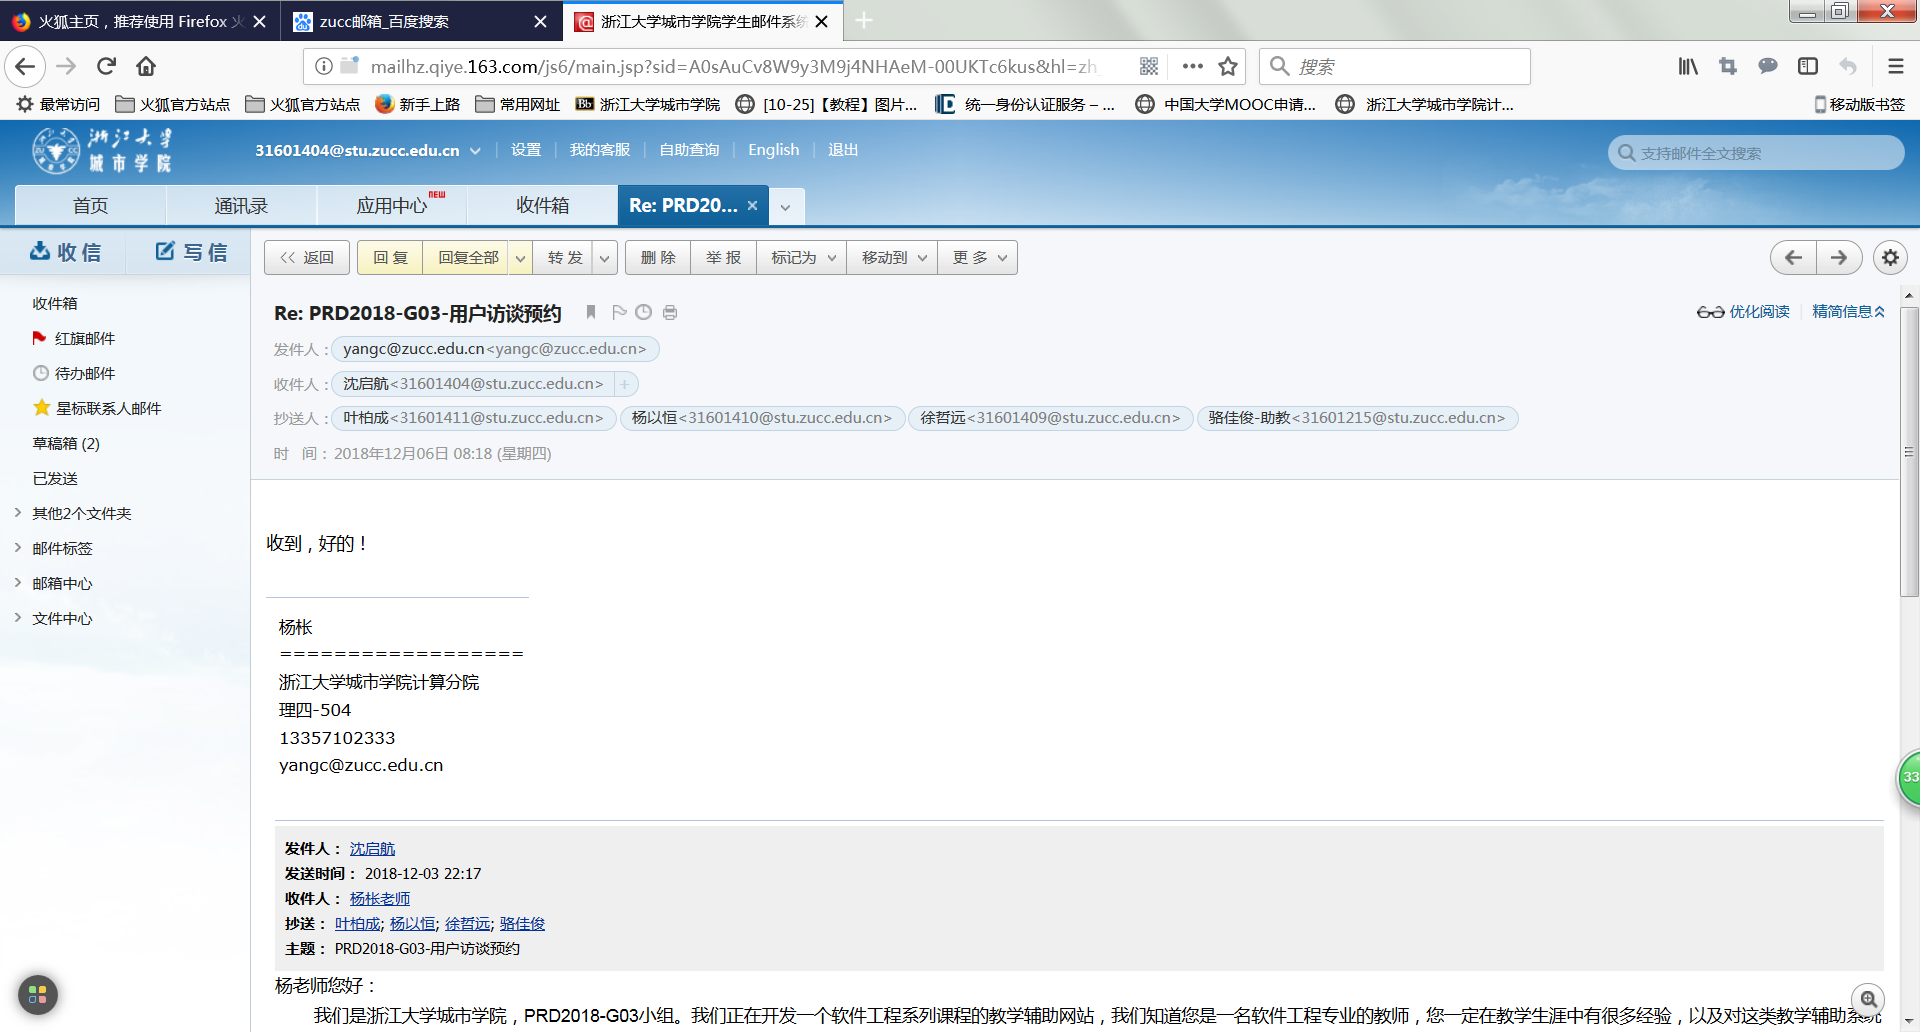 火狐主页，推荐使用 Firefox 火
zucc邮箱_百度搜索
浙江大学城市学院学生邮件系统
mailhz.qiye.163.com/js6/main.jsp?sid=A0sAuCv8W9y3M9j4NHAeM-00UKTc6kus&hl=zh_
搜索
最常访问 火狐官方站点 火狐官方站点 新手上路 常用网址 Bb 浙江大学城市学院 [10-25]【教程】图片... 统一身份认证服务 – ... 中国大学MOOC申请... 浙江大学城市学院计... 移动版书签
浙江大学
城市学院
31601404@stu.zucc.edu.cn 设置 我的客服 自助查询 English 退出
支持邮件全文搜索
首页 通讯录 应用中心 NEW 收件箱 Re: PRD20...
收信 写信
<< 返回 回复 回复全部 转发 删除 举报 标记为 移动到 更多
收件箱
红旗邮件
待办邮件
星标联系人邮件
草稿箱 (2)
已发送
其他2个文件夹
邮件标签
邮箱中心
文件中心
Re: PRD2018-G03-用户访谈预约
优化阅读 精简信息
发件人： yangc@zucc.edu.cn<yangc@zucc.edu.cn>
收件人： 沈启航<31601404@stu.zucc.edu.cn> +
抄送人： 叶柏成<31601411@stu.zucc.edu.cn> 杨以恒<31601410@stu.zucc.edu.cn> 徐哲远<31601409@stu.zucc.edu.cn> 骆佳俊-助教<31601215@stu.zucc.edu.cn>
时 间： 2018年12月06日 08:18 (星期四)
收到，好的！
杨枨
==================
浙江大学城市学院计算分院
理四-504
13357102333
yangc@zucc.edu.cn
33
发件人： 沈启航
发送时间： 2018-12-03 22:17
收件人： 杨枨老师
抄送： 叶柏成; 杨以恒; 徐哲远; 骆佳俊
主题： PRD2018-G03-用户访谈预约
杨老师您好：
我们是浙江大学城市学院，PRD2018-G03小组。我们正在开发一个软件工程系列课程的教学辅助网站，我们知道您是一名软件工程专业的教师，您一定在教学生涯中有很多经验，以及对这类教学辅助系统